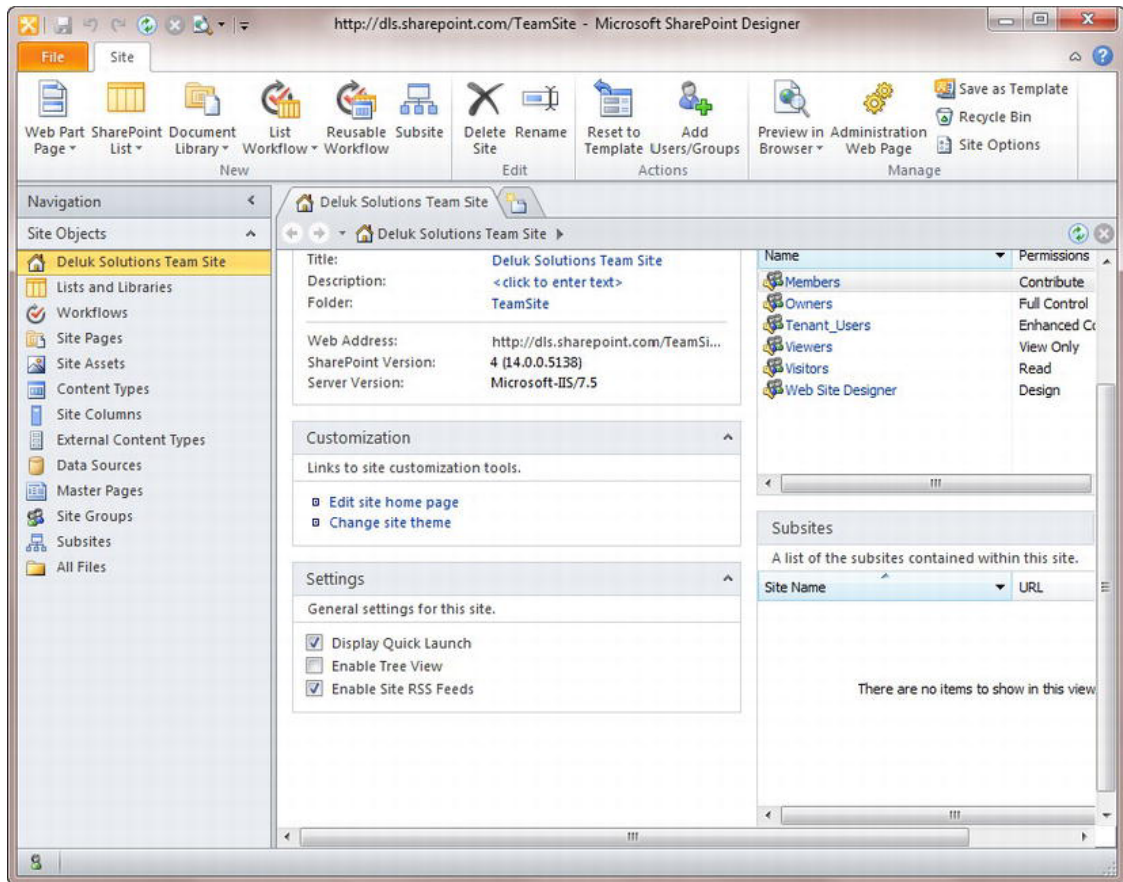 http://dls.sharepoint.com/TeamSite - Microsoft SharePoint Designer
File Site
Web Part Page
SharePoint List
Document Library
List Workflow
Reusable Workflow
Subsite
New
Delete Site
Rename
Edit
Reset to Template
Add Users/Groups
Actions
Preview in Browser
Administration Web Page
Save as Template
Recycle Bin
Site Options
Manage
Navigation
Site Objects
Deluk Solutions Team Site
Lists and Libraries
Workflows
Site Pages
Site Assets
Content Types
Site Columns
External Content Types
Data Sources
Master Pages
Site Groups
Subsites
All Files
Deluk Solutions Team Site
Deluk Solutions Team Site
Title: Deluk Solutions Team Site
Description: <click to enter text>
Folder: TeamSite
Web Address: http://dls.sharepoint.com/TeamSi...
SharePoint Version: 4 (14.0.0.5138)
Server Version: Microsoft-IIS/7.5
Customization
Links to site customization tools.
Edit site home page
Change site theme
Settings
General settings for this site.
Display Quick Launch
Enable Tree View
Enable Site RSS Feeds
Name Permissions
Members Contribute
Owners Full Control
Tenant_Users Enhanced Co
Viewers View Only
Visitors Read
Web Site Designer Design
Subsites
A list of the subsites contained within this site.
Site Name URL
There are no items to show in this view